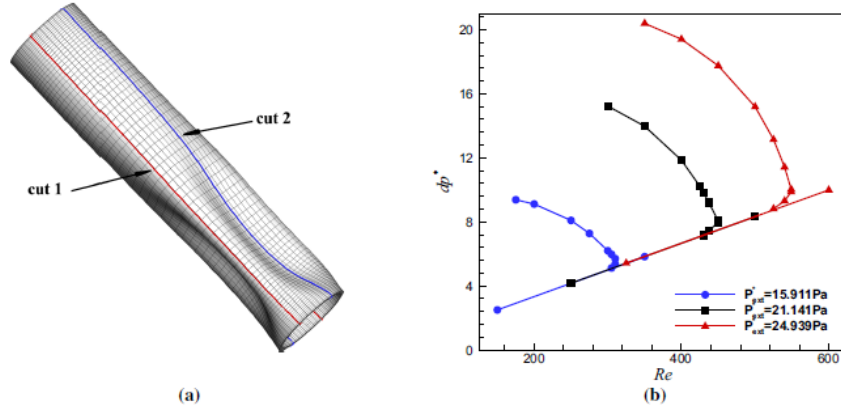 cut 2
cut 1
(a)
20
16
12
8
4
0
dp*
200
400
600
Re
P*ext=15.911Pa
P*ext=21.141Pa
P*ext=24.939Pa
(b)